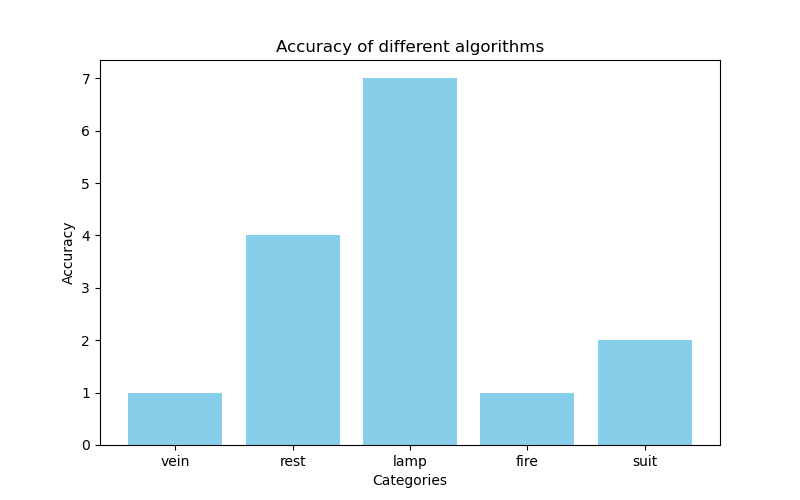 Accuracy of different algorithms
7
6
5
4
3
2
1
0
Accuracy
vein rest lamp fire suit
Categories